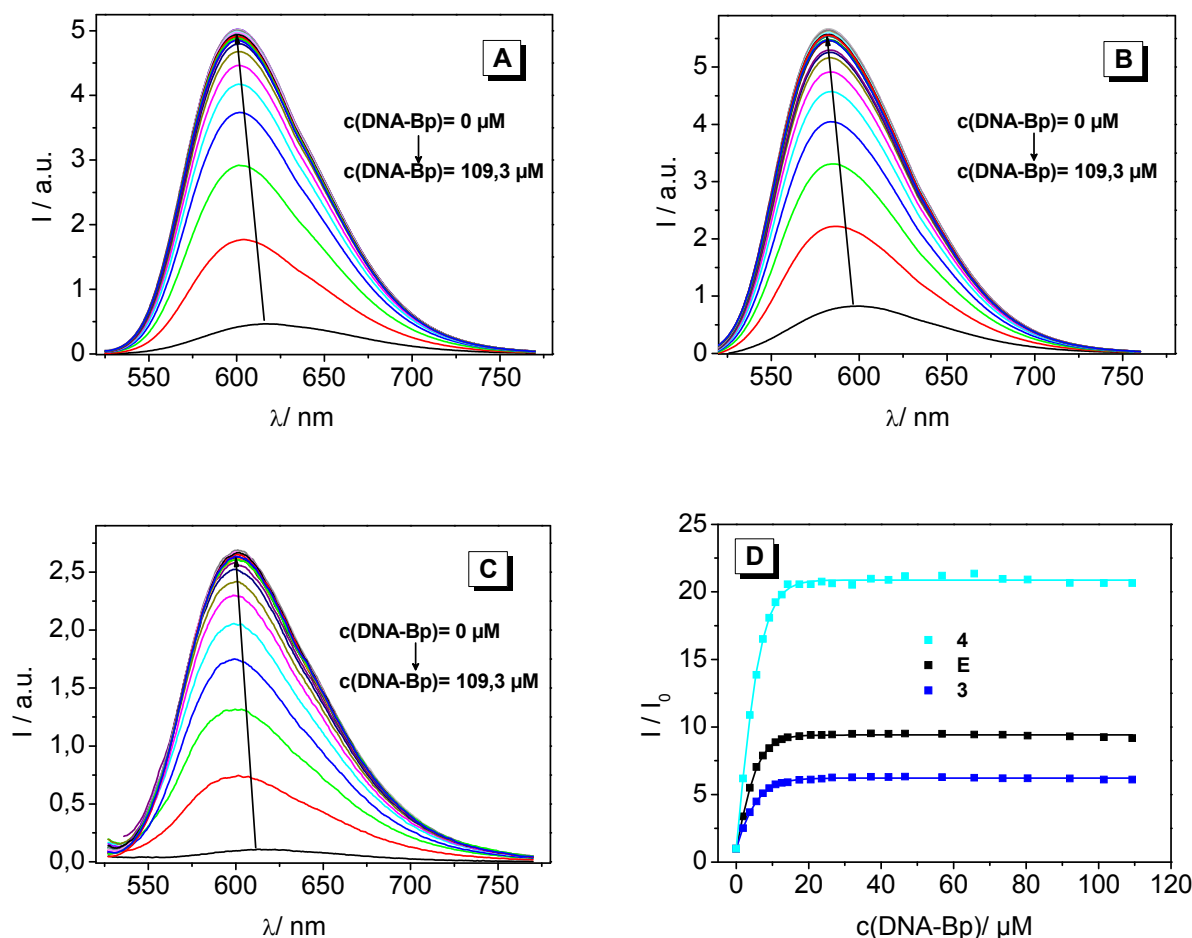 A
I / a.u.
5
4
3
2
1
0
c(DNA-Bp)= 0 µM
c(DNA-Bp)= 109,3 µM
550 600 650 700 750
λ/ nm
B
I / a.u.
5
4
3
2
1
0
c(DNA-Bp)= 0 µM
c(DNA-Bp)= 109,3 µM
550 600 650 700 750
λ/ nm
C
I / a.u.
2,5
2,0
1,5
1,0
0,5
0,0
c(DNA-Bp)= 0 µM
c(DNA-Bp)= 109,3 µM
550 600 650 700 750
λ/ nm
D
I / I0
25
20
15
10
5
0
4
E
3
0 20 40 60 80 100 120
c(DNA-Bp)/ µM